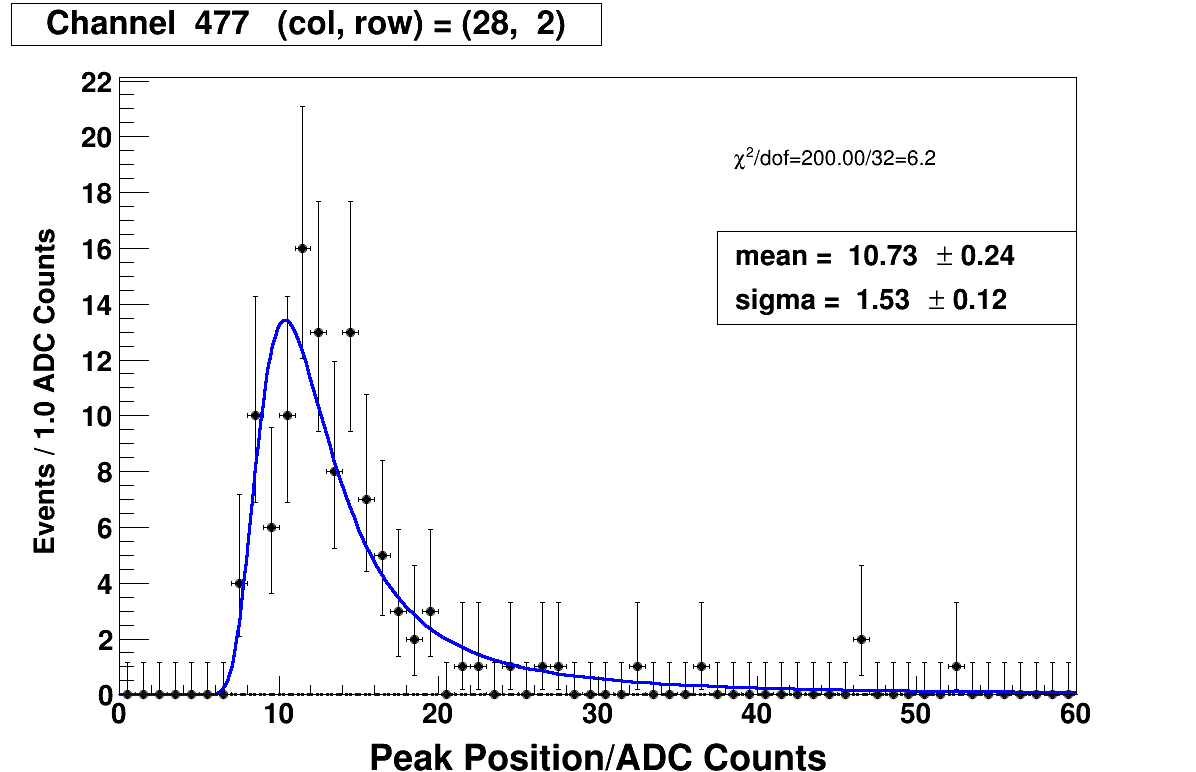 Channel 477 (col, row) = (28, 2)
22
20
18
16
14
12
10
8
6
4
2
0
Events / 1.0 ADC Counts
χ²/dof=200.00/32=6.2
mean = 10.73 ± 0.24
sigma = 1.53 ± 0.12
0 10 20 30 40 50 60
Peak Position/ADC Counts